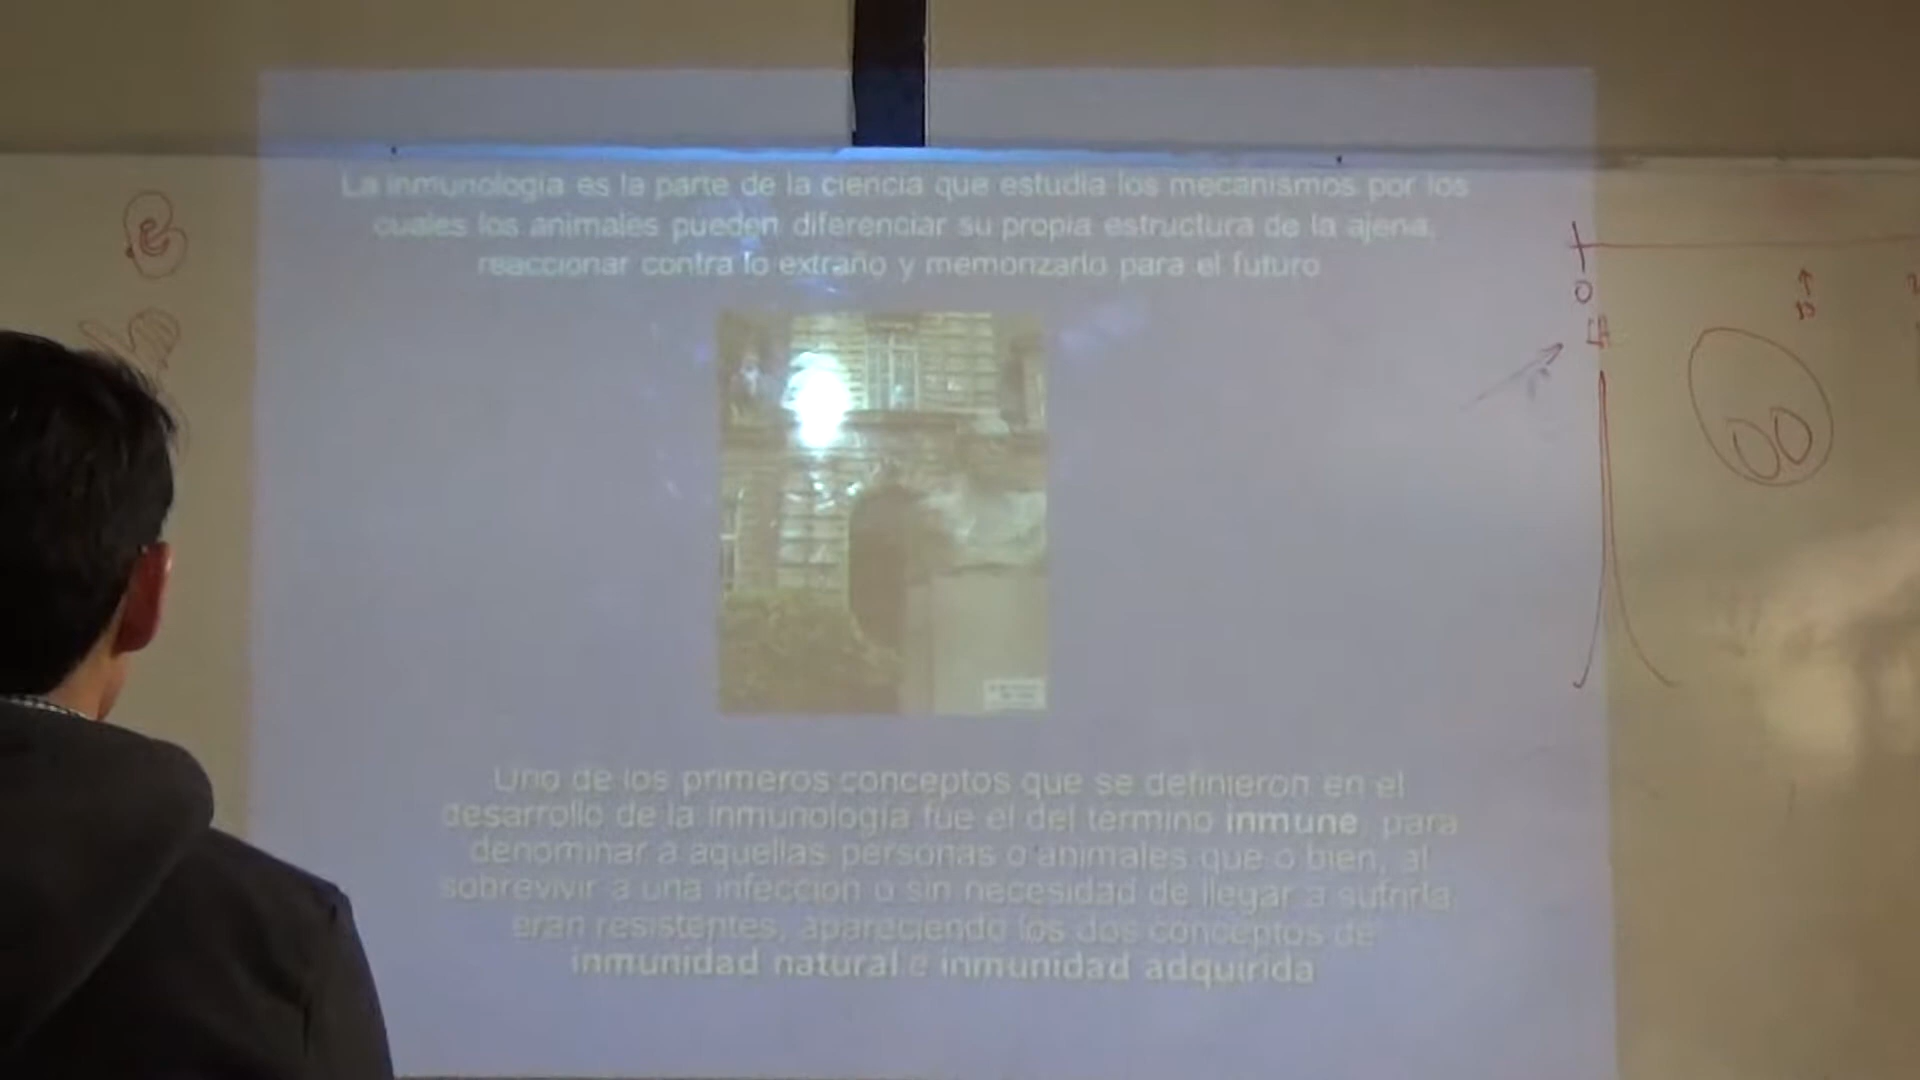 La inmunología es la parte de la ciencia que estudia los mecanismos por los
cuales los animales pueden diferenciar su propia estructura de la ajena,
reaccionar contra lo extraño y memorizarlo para el futuro
0
Uno de los primeros conceptos que se definieron en el
desarrollo de la inmunología fue el del termino inmune, para
denominar a aquellas personas o animales que o bien, al
sobrevivir a una infección o sin necesidad de llegar a sufrirla,
eran resistentes, apareciendo los dos conceptos de
inmunidad natural e inmunidad adquirida